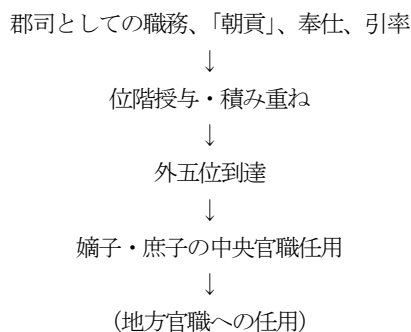 郡司としての職務、「朝貢」、奉仕、引率
↓
位階授与・積み重ね
↓
外五位到達
↓
嫡子・庶子の中央官職任用
↓
（地方官職への任用）